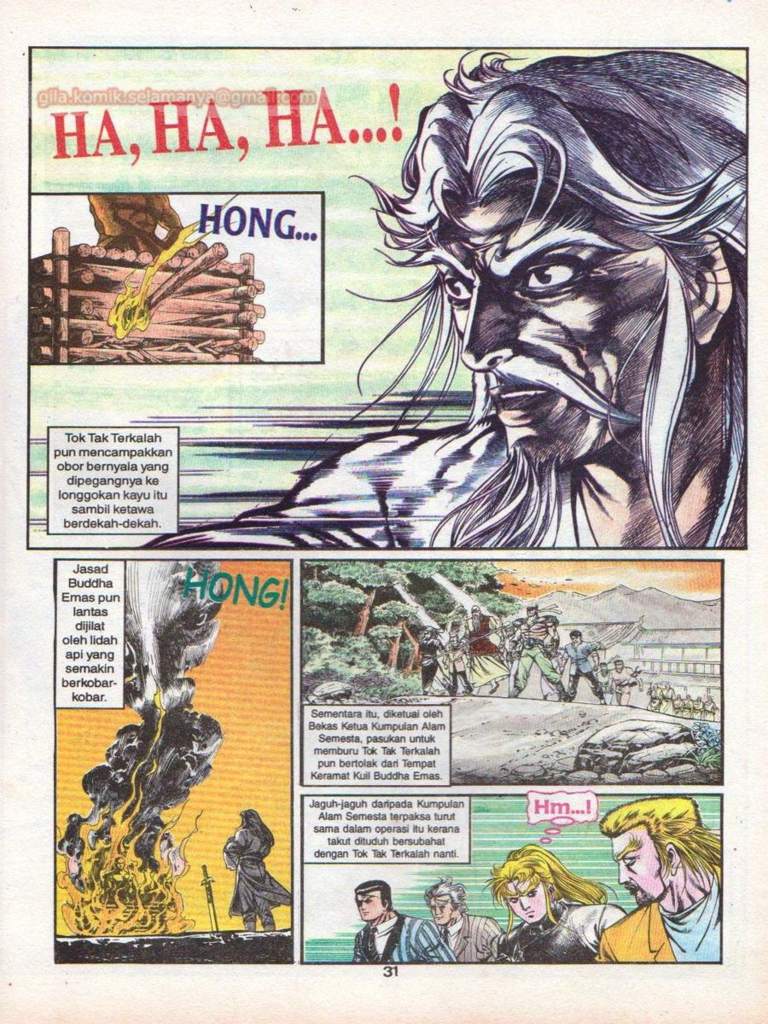 gila.komik.selamanya@gmail.com
HA, HA, HA...!
HONG...
Tok Tak Terkalah
pun mencampakkan
obor bernyala yang
dipegangnya ke
longgokan kayu itu
sambil ketawa
berdekah-dekah.
Jasad
Buddha
Emas pun
lantas
dijilat
oleh lidah
api yang
semakin
berkobar-
kobar.
HONG!
Sementara itu, diketuai oleh
Bekas Ketua Kumpulan Alam
Semesta, pasukan untuk
memburu Tok Tak Terkalah
pun bertolak dari Tempat
Keramat Kuil Buddha Emas.
Jaguh-jaguh daripada Kumpulan
Alam Semesta terpaksa turut
sama dalam operasi itu kerana
takut dituduh bersubahat
dengan Tok Tak Terkalah nanti.
Hm...!
31